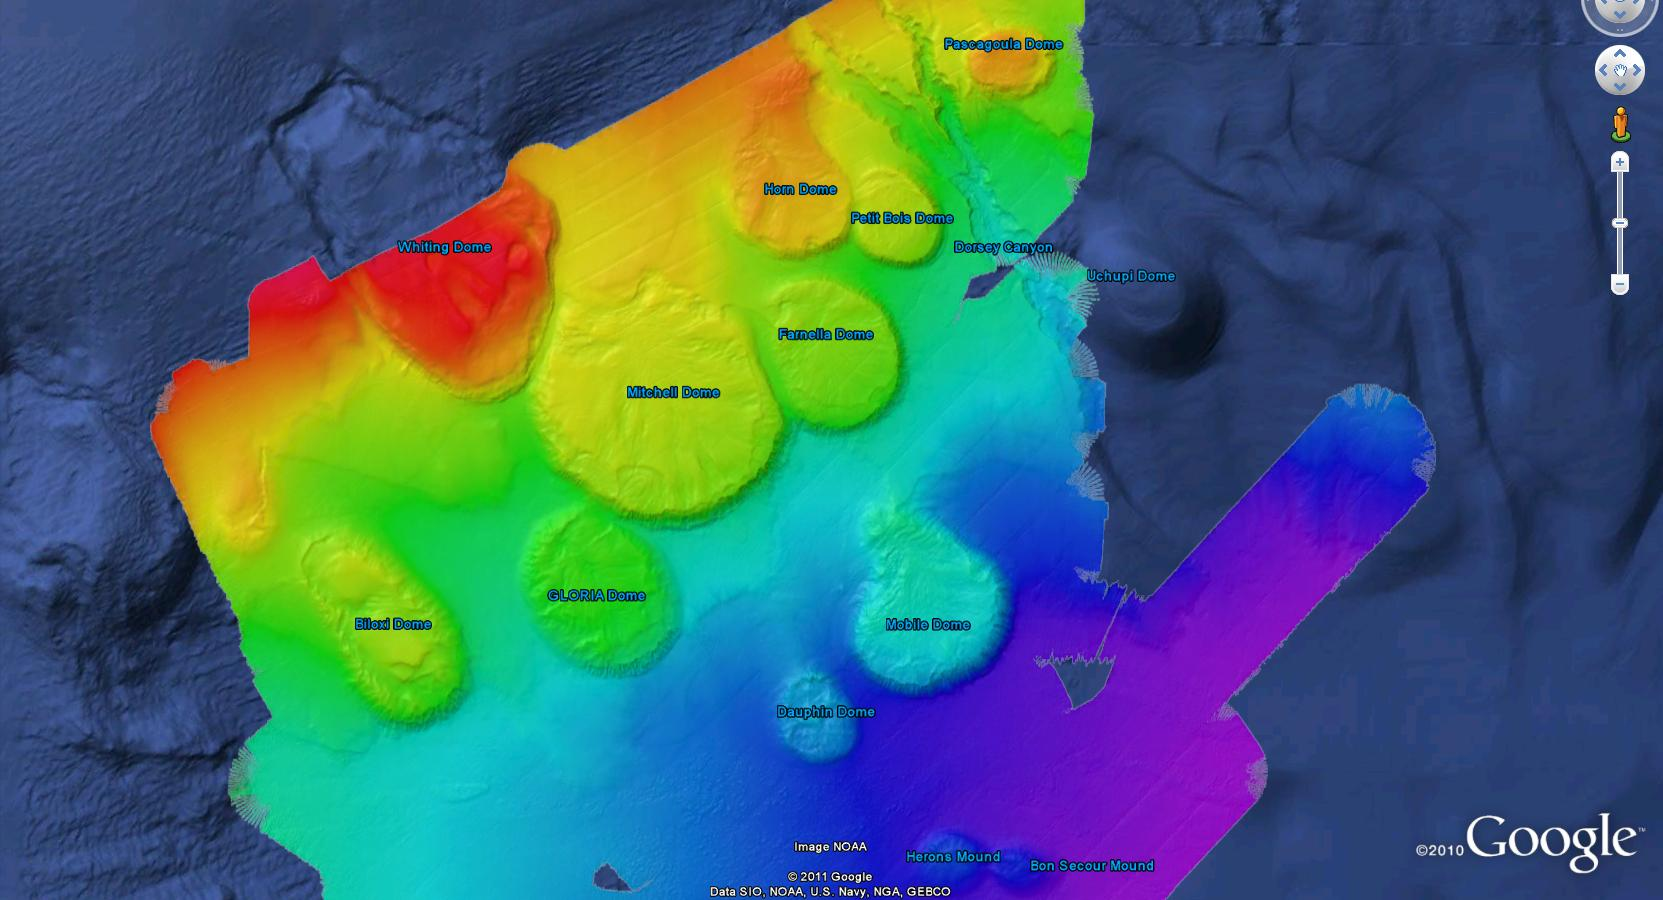 Pascagoula Dome
Horn Dome
Petit Bois Dome
Whiting Dome
Dorsey Canyon
Uchupi Dome
Farnella Dome
Mitchell Dome
GLORIA Dome
Biloxi Dome
Mobile Dome
Dauphin Dome
Image NOAA
Herons Mound
Bon Secour Mound
© 2011 Google
Data SIO, NOAA, U.S. Navy, NGA, GEBCO
©2010 Google™